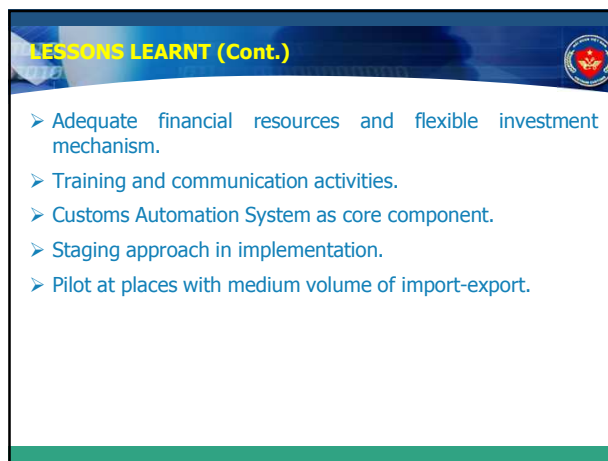 LESSONS LEARNT (Cont.)
➢ Adequate financial resources and flexible investment
mechanism.
➢ Training and communication activities.
➢ Customs Automation System as core component.
➢ Staging approach in implementation.
➢ Pilot at places with medium volume of import-export.